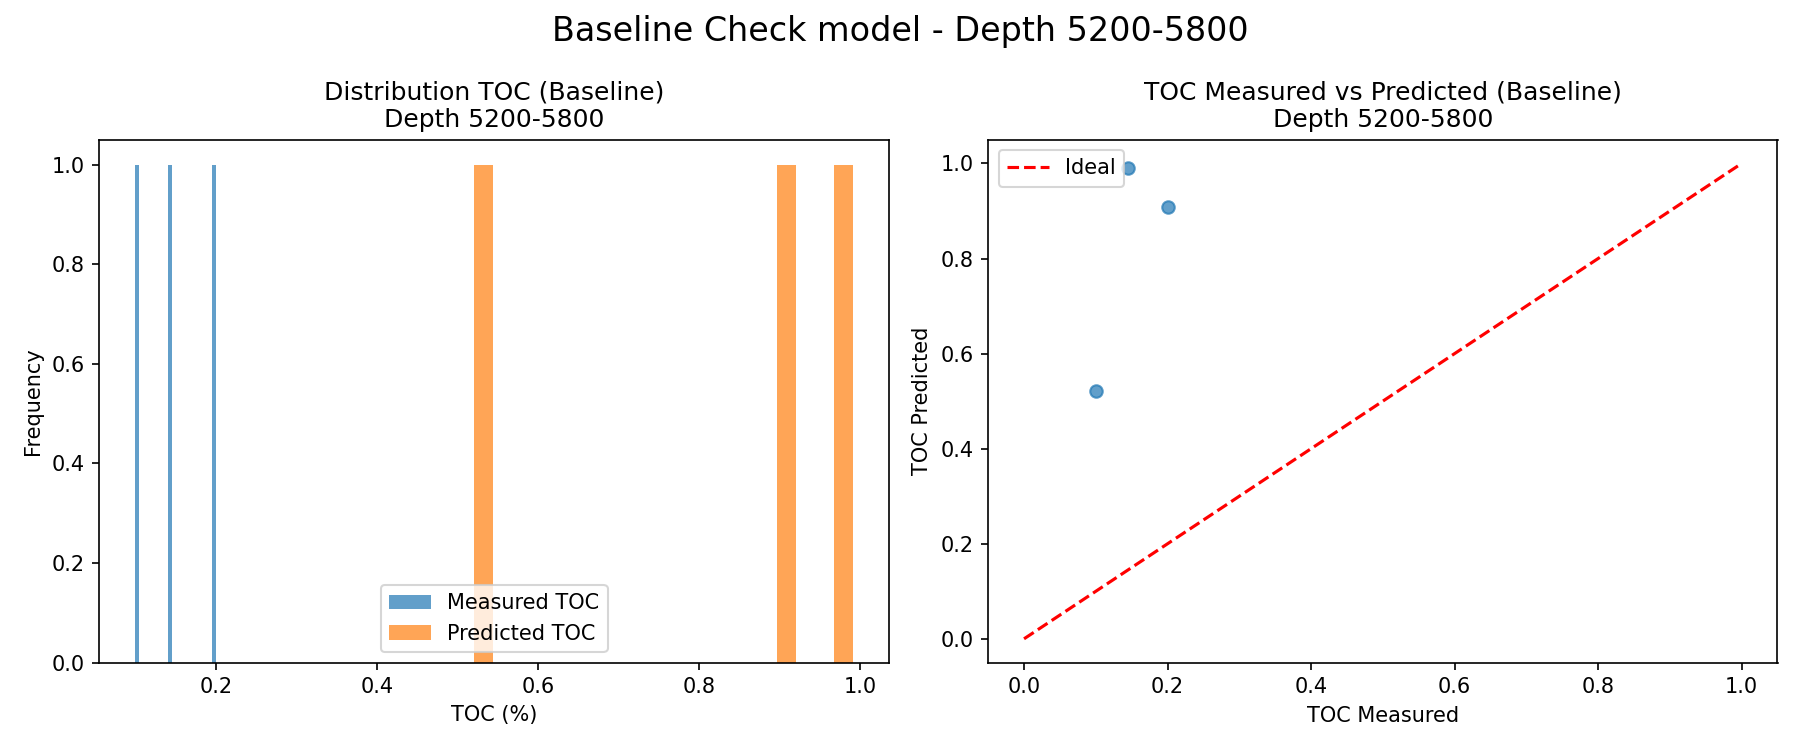 Baseline Check model - Depth 5200-5800
Distribution TOC (Baseline)
Depth 5200-5800
1.0
0.8
0.6
0.4
0.2
0.0
Frequency
0.2 0.4 0.6 0.8 1.0
TOC (%)
Measured TOC
Predicted TOC
TOC Measured vs Predicted (Baseline)
Depth 5200-5800
Ideal
1.0
0.8
0.6
0.4
0.2
0.0
TOC Predicted
0.0 0.2 0.4 0.6 0.8 1.0
TOC Measured